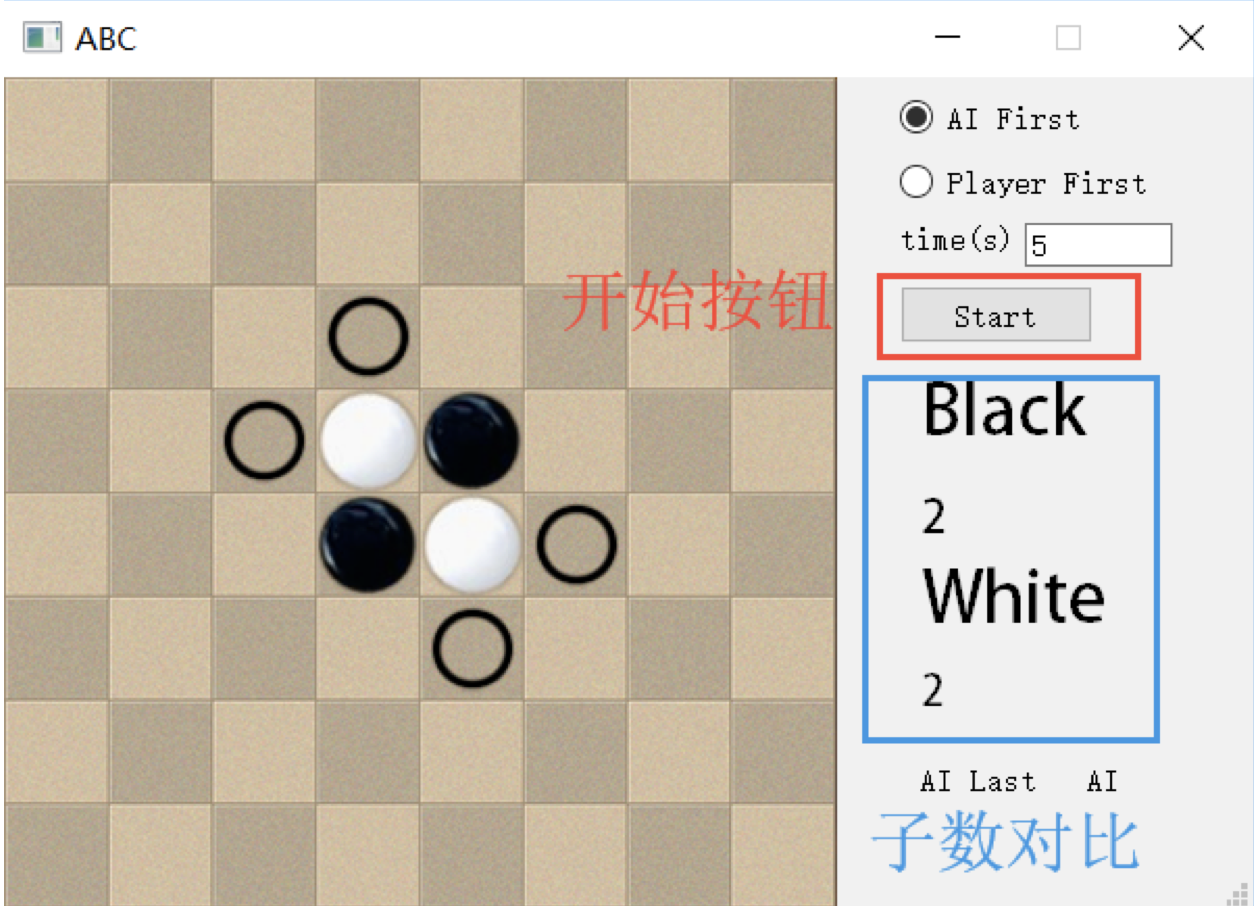 ABC
AI First
Player First
time(s) 5
开始按钮
Start
Black
2
White
2
AI Last AI
子数对比